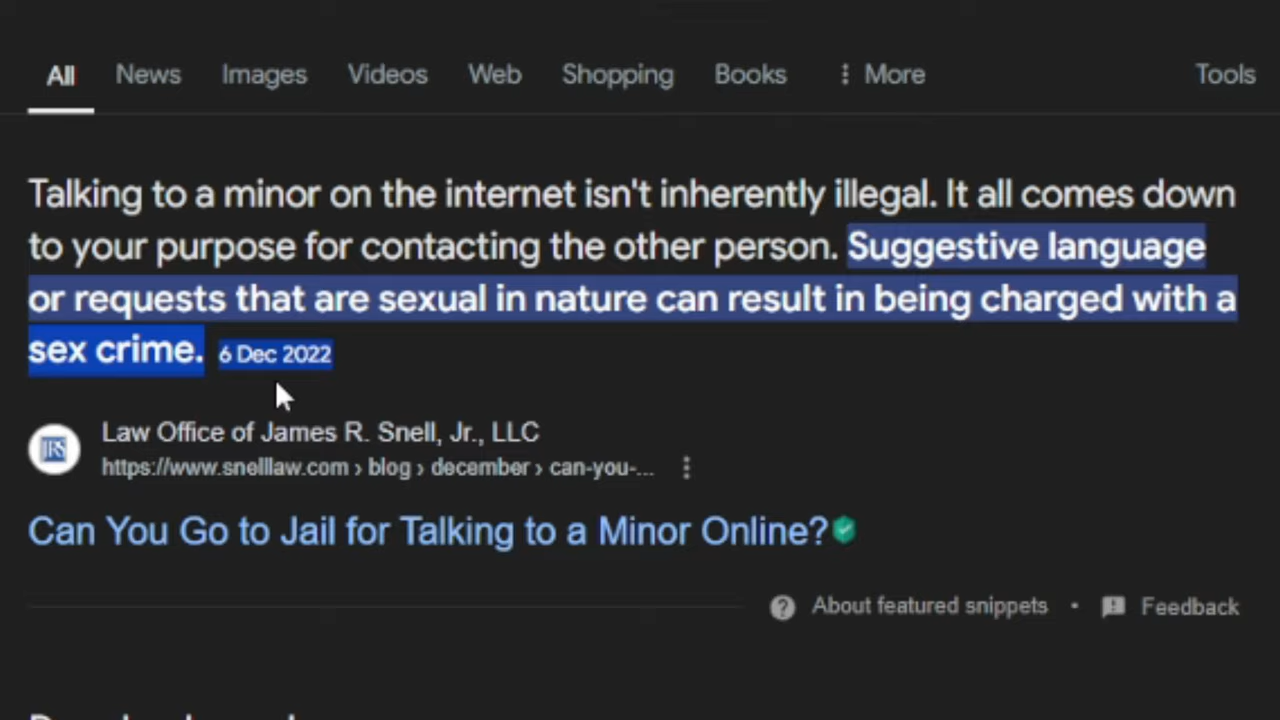 All News Images Videos Web Shopping Books More Tools
Talking to a minor on the internet isn't inherently illegal. It all comes down
to your purpose for contacting the other person. Suggestive language
or requests that are sexual in nature can result in being charged with a
sex crime. 6 Dec 2022
JRS
Law Office of James R. Snell, Jr., LLC
https://www.snelllaw.com › blog › december › can-you-...
Can You Go to Jail for Talking to a Minor Online?
About featured snippets • Feedback